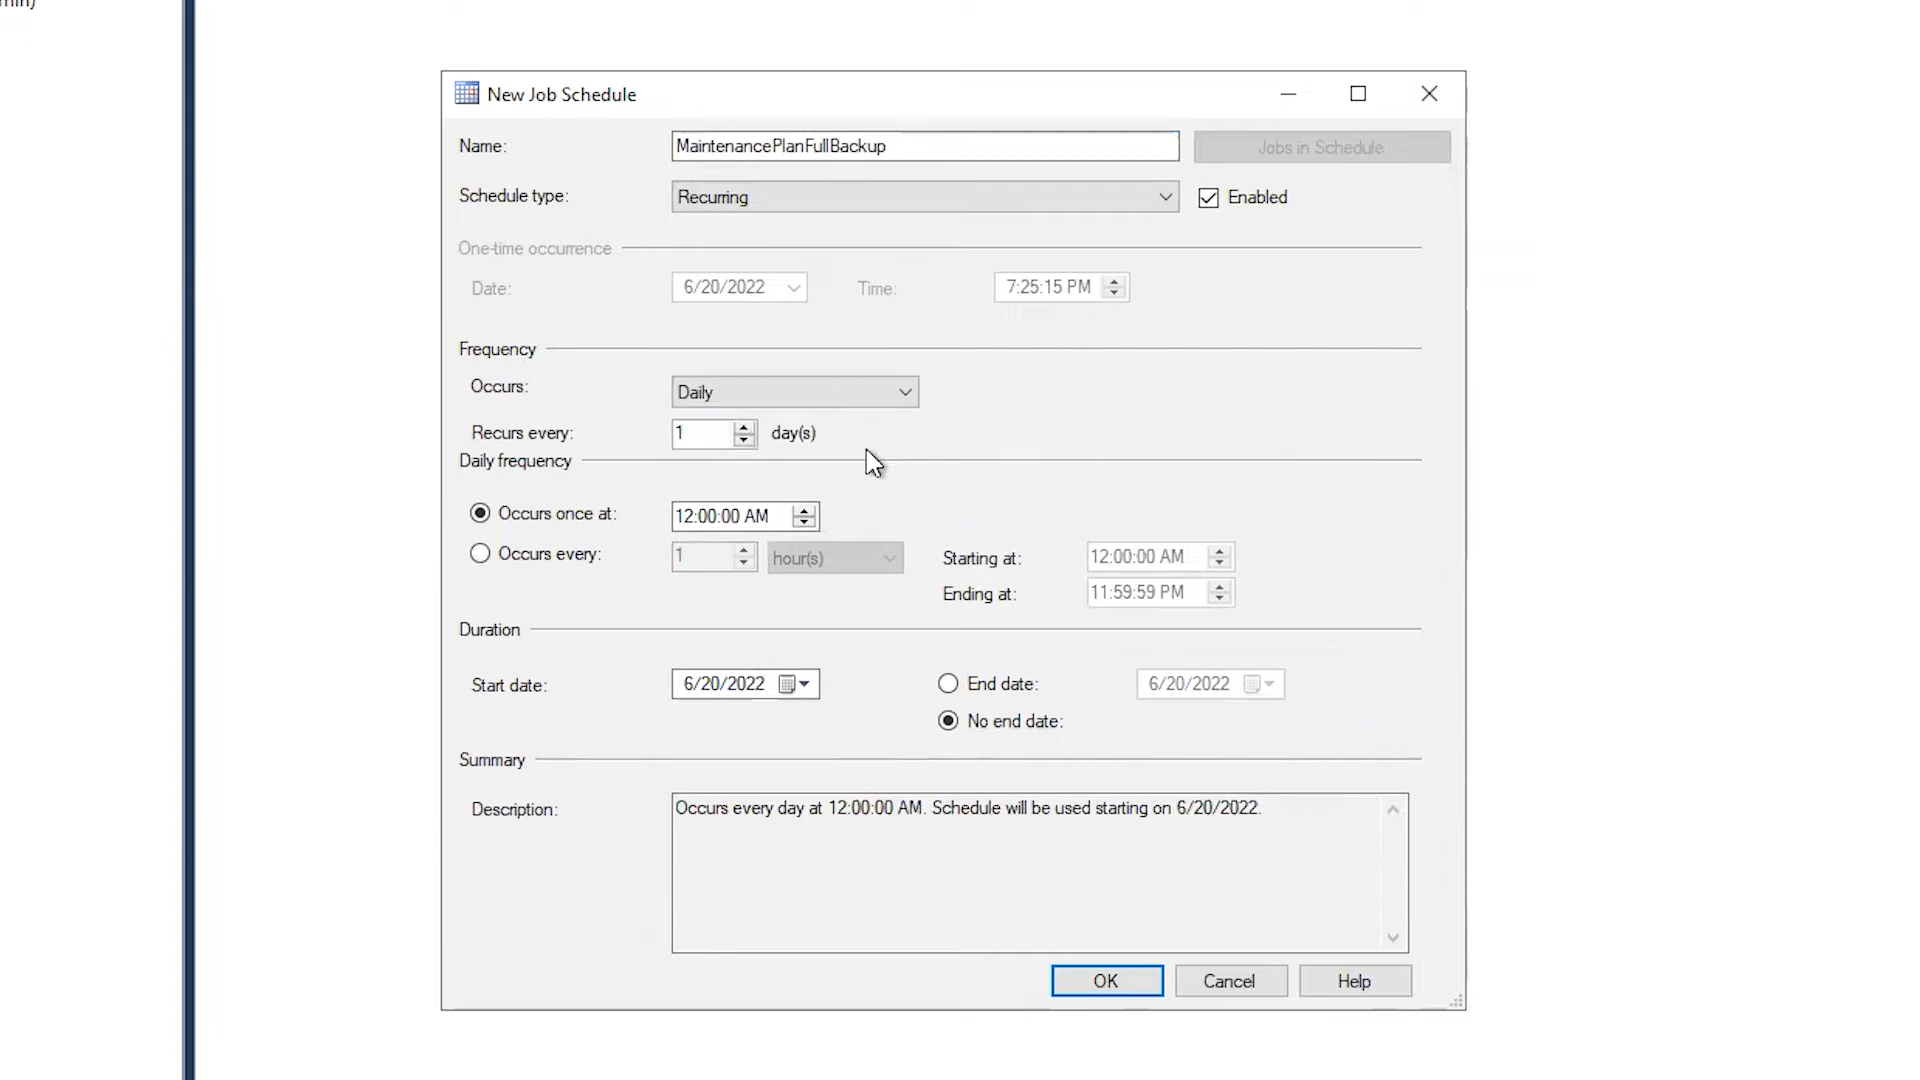 New Job Schedule
Name: MaintenancePlanFullBackup Jobs in Schedule
Schedule type: Recurring Enabled
One-time occurrence
Date: 6/20/2022 Time: 7:25:15 PM
Frequency
Occurs: Daily
Recurs every: 1 day(s)
Daily frequency
Occurs once at: 12:00:00 AM
Occurs every: 1 hour(s) Starting at: 12:00:00 AM
Ending at: 11:59:59 PM
Duration
Start date: 6/20/2022 End date: 6/20/2022
No end date:
Summary
Description: Occurs every day at 12:00:00 AM. Schedule will be used starting on 6/20/2022.
OK Cancel Help